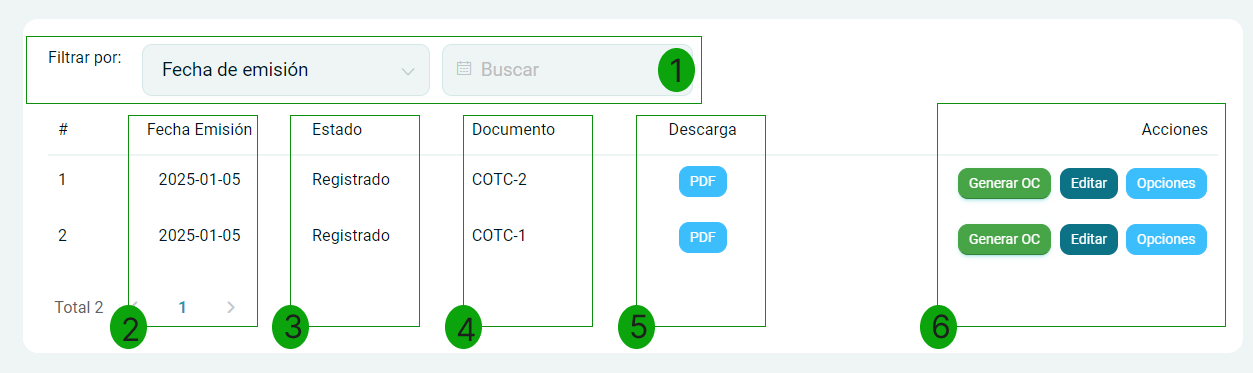 Filtrar por: Fecha de emisión Buscar 1
# Fecha Emisión Estado Documento Descarga Acciones
1 2025-01-05 Registrado COTC-2 PDF Generar OC Editar Opciones
2 2025-01-05 Registrado COTC-1 PDF Generar OC Editar Opciones
Total 2 1
2 3 4 5 6